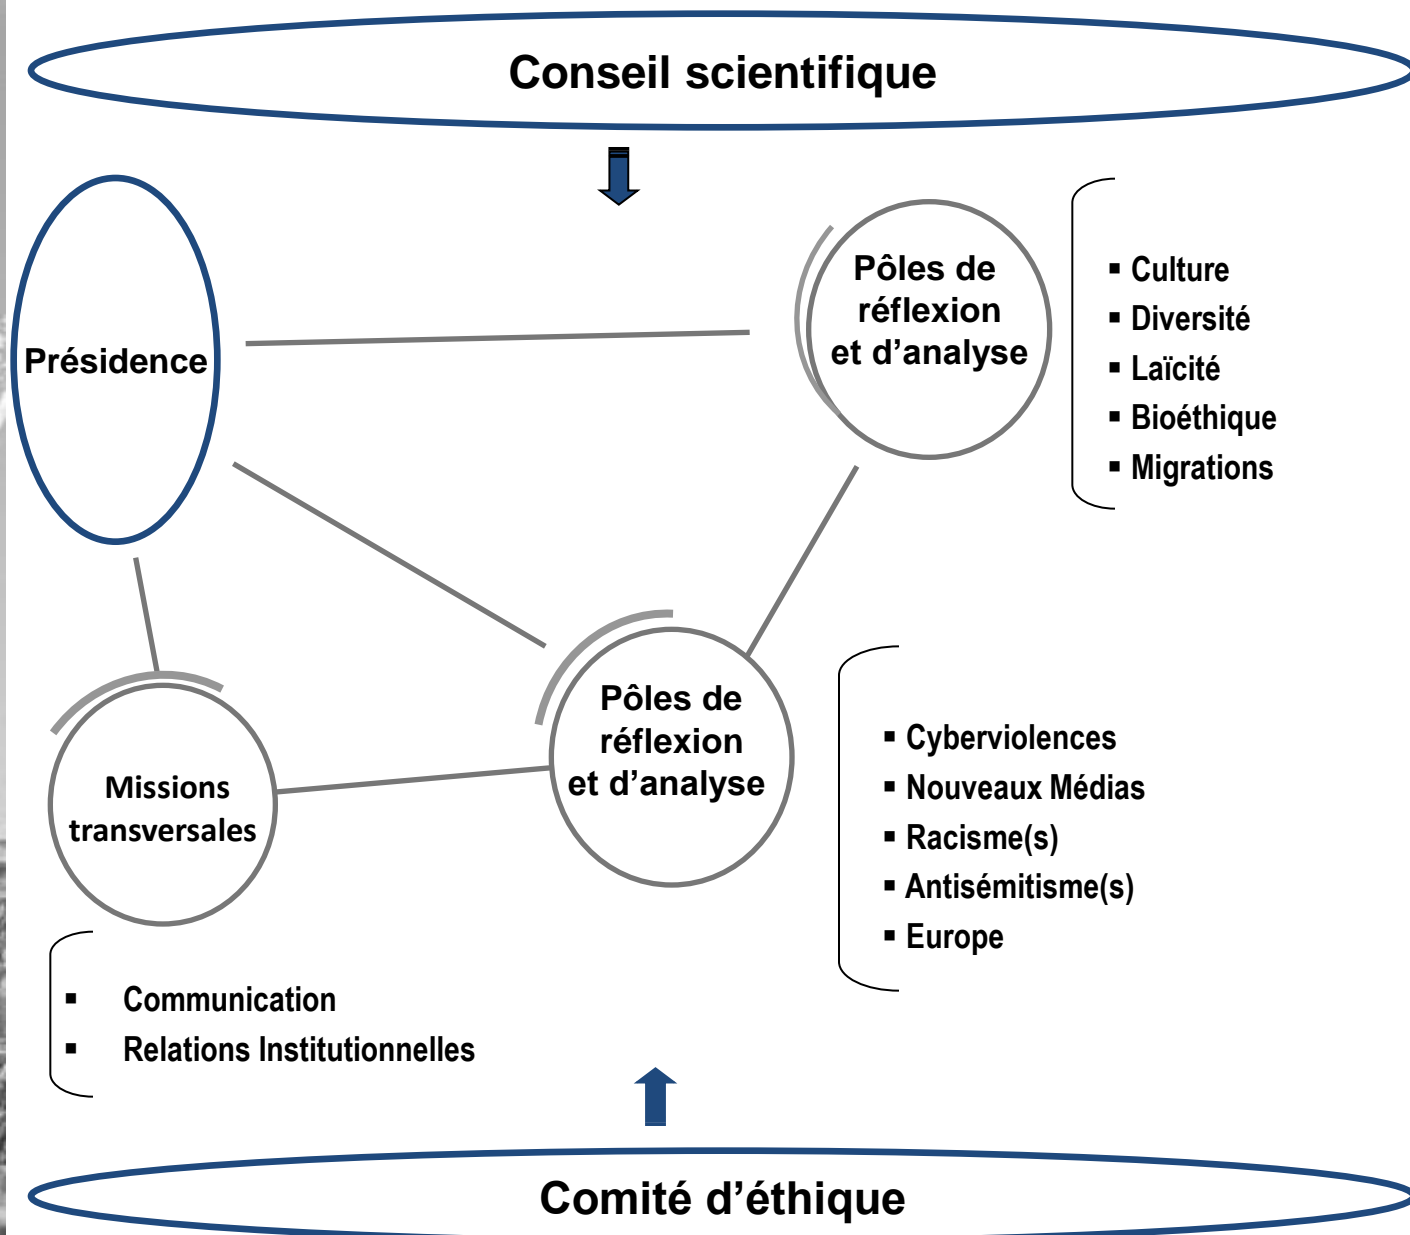 Conseil scientifique
Présidence
Pôles de
réflexion
et d’analyse
▪ Culture
▪ Diversité
▪ Laïcité
▪ Bioéthique
▪ Migrations
Pôles de
réflexion
et d’analyse
▪ Cyberviolences
▪ Nouveaux Médias
▪ Racisme(s)
▪ Antisémitisme(s)
▪ Europe
Missions
transversales
▪ Communication
▪ Relations Institutionnelles
Comité d’éthique